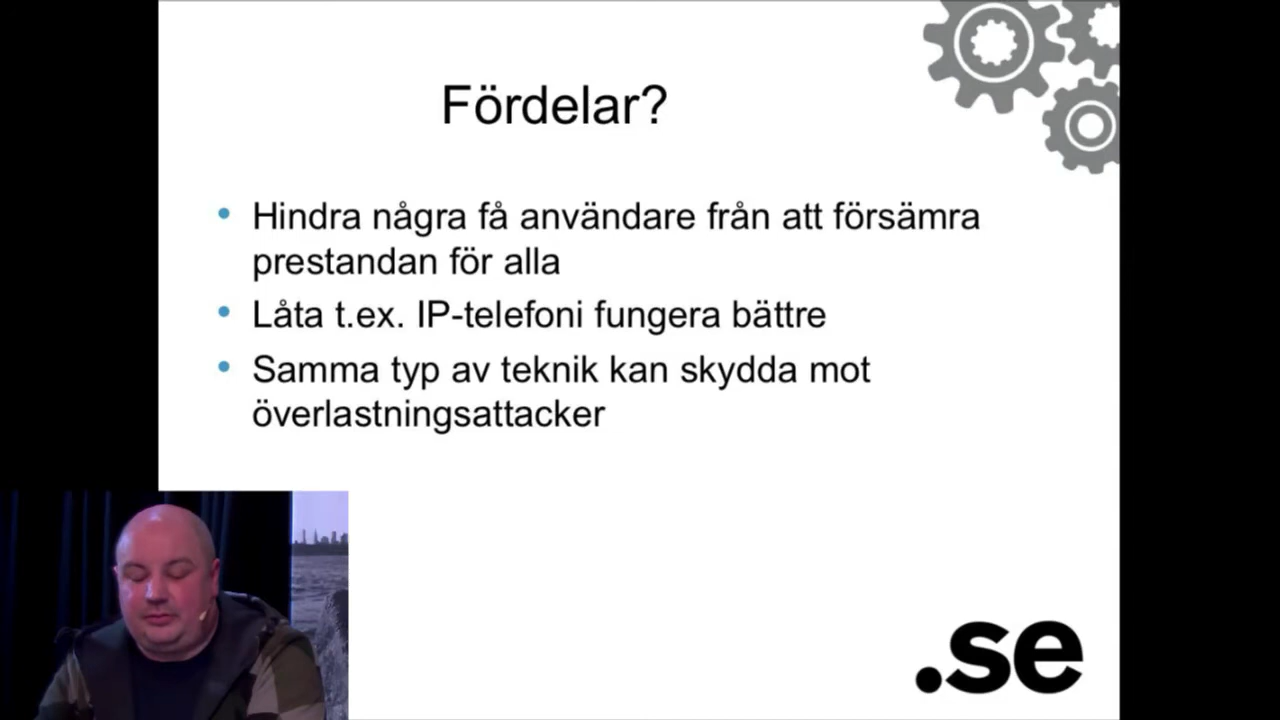 Fördelar?
• Hindra några få användare från att försämra
prestandan för alla
• Låta t.ex. IP-telefoni fungera bättre
• Samma typ av teknik kan skydda mot
överlastningsattacker
.se